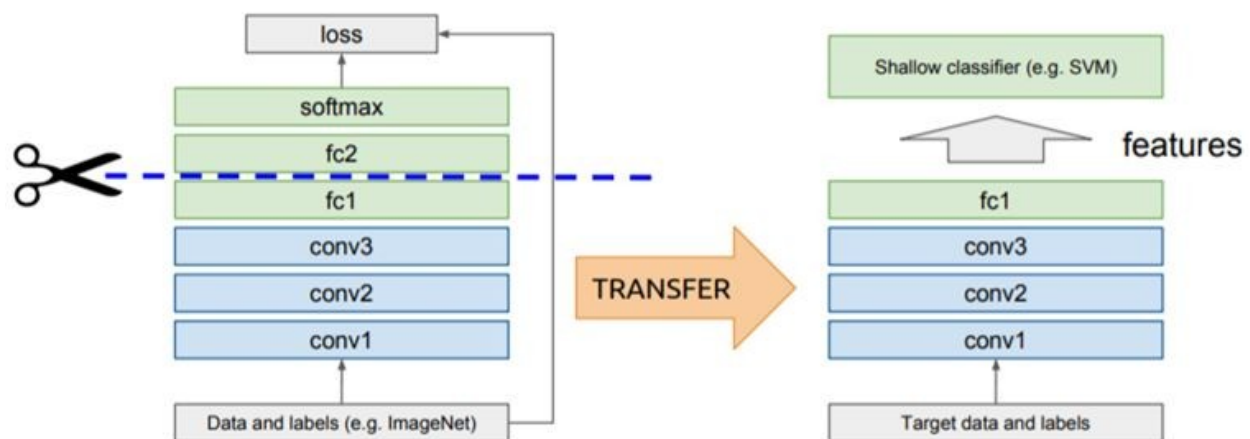 loss
softmax
fc2
fc1
conv3
conv2
conv1
Data and labels (e.g. ImageNet)
TRANSFER
Shallow classifier (e.g. SVM)
features
fc1
conv3
conv2
conv1
Target data and labels